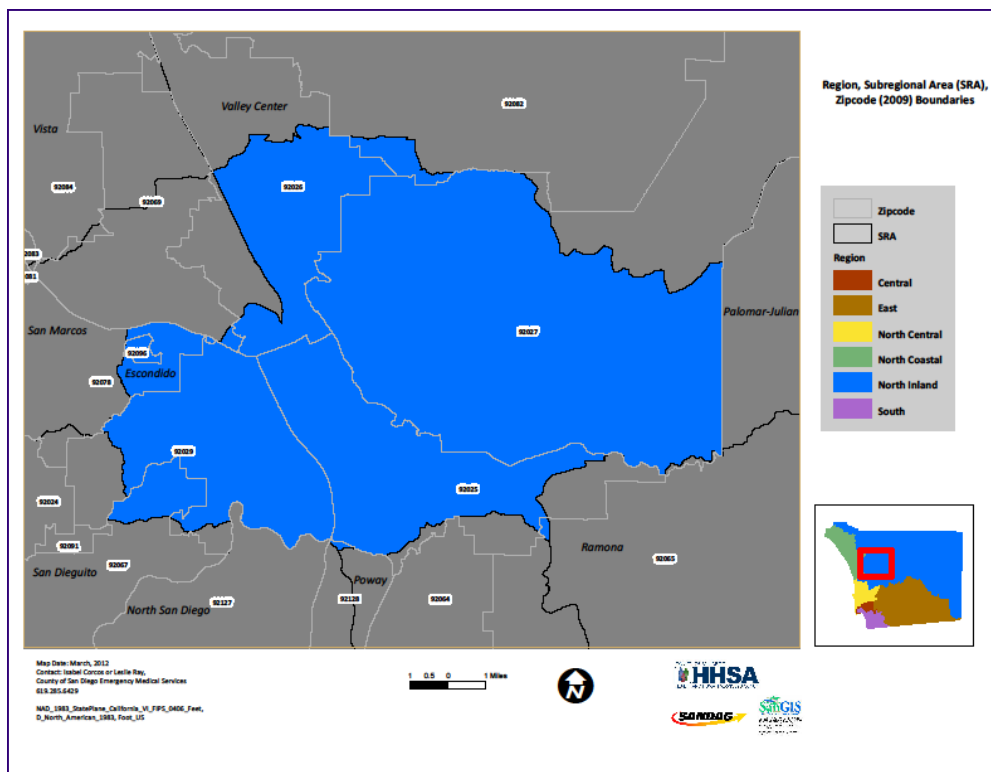 Region, Subregional Area (SRA),
Zipcode (2009) Boundaries
Valley Center
92082
Vista
92026
92084
92069
2083
081
Palomar-Julian
San Marcos
92027
92096
Escondido
92078
92029
92025
92024
Ramona
92091
92065
San Dieguito
92067
Poway
92128
92064
North San Diego
92127
Zipcode
SRA
Region
Central
East
North Central
North Coastal
North Inland
South
Map Date: March, 2012
Contact: Isabel Corcos or Leslie Ray,
County of San Diego Emergency Medical Services
619.285.6429
NAD_1983_StatePlane_California_VI_FIPS_0406_Feet,
D_North_American_1983, Foot_US
1 0.5 0 1 Miles
N
HHSA
SANDAG
SanGIS